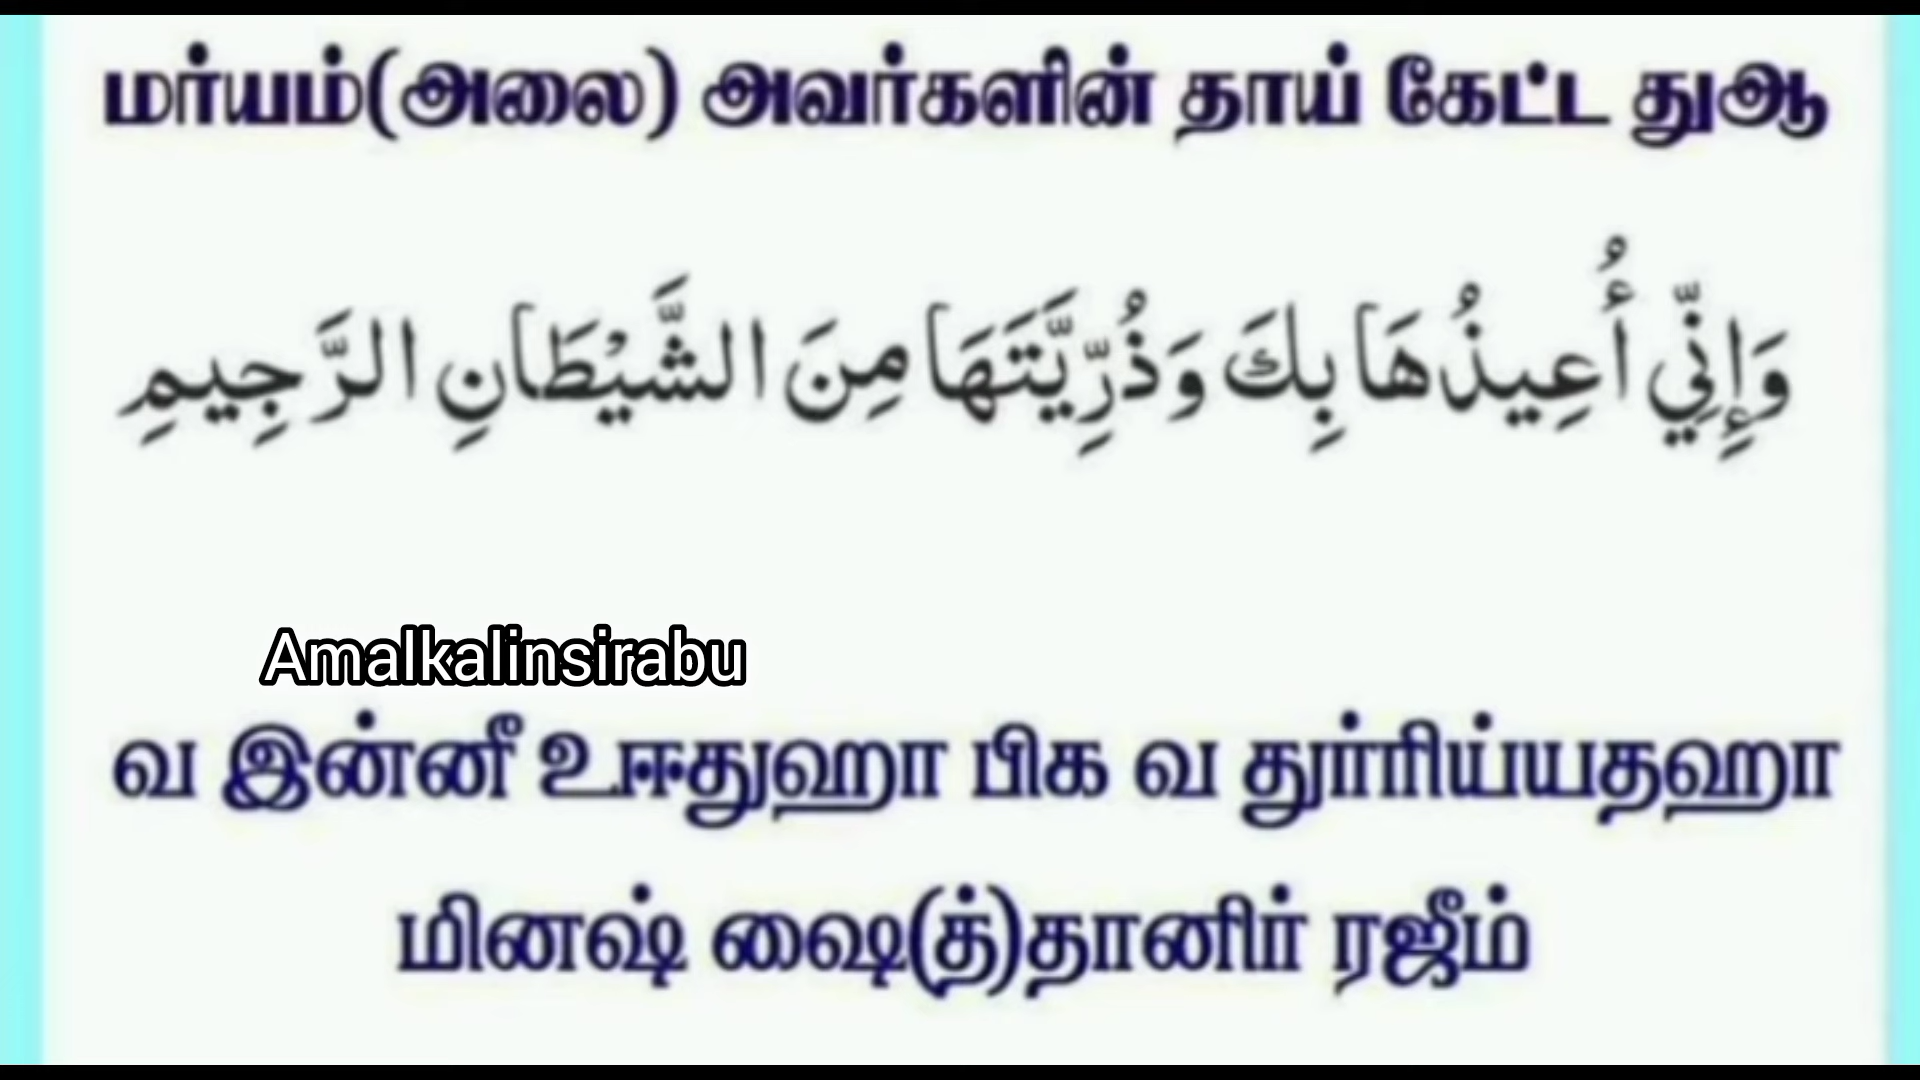 மர்யம்(அலை) அவர்களின் தாய் கேட்ட துஆ
وَإِنِّي أُعِيذُهَا بِكَ وَذُرِّيَّتَهَا مِنَ الشَّيْطَانِ الرَّجِيمِ
Amalkalinsirabu
வ இன்னீ உஈதுஹா பிக வ துர்ரிய்யதஹா
மினஷ் ஷை(த்)தானிர் ரஜீம்